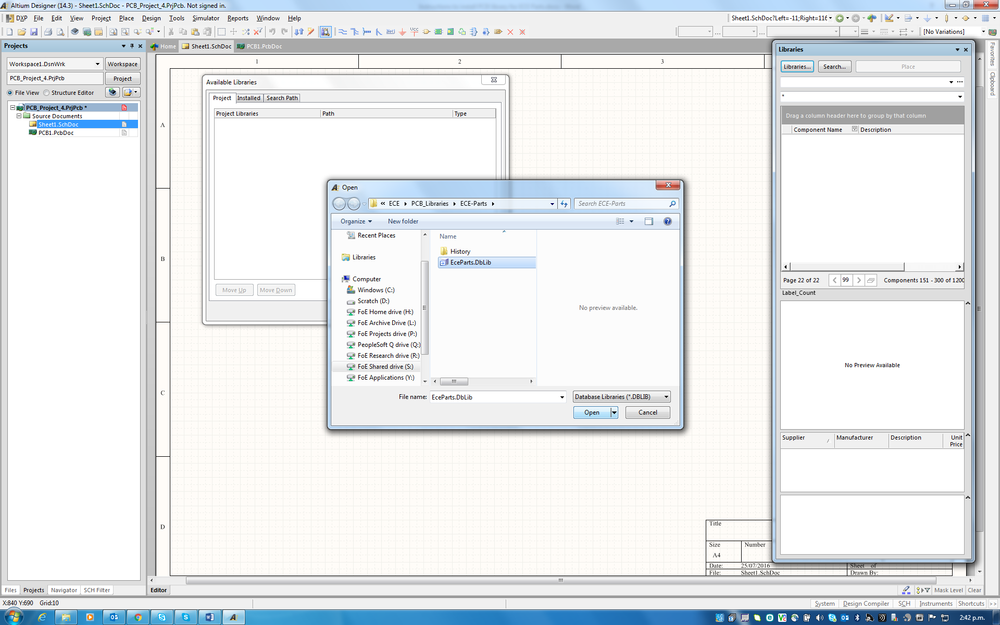 Altium Designer (14.3) - Sheet1.SchDoc - PCB_Project_4.PrjPcb. Not signed in.
DXP File Edit View Project Place Design Tools Simulator Reports Window Help
Sheet1.SchDoc?Left=-11;Right=116
Net1 VCC
... ... [No Variations]
Projects
Home Sheet1.SchDoc PCB1.PcbDoc
Workspace1.DsnWrk Workspace
PCB_Project_4.PrjPcb Project
File View Structure Editor
PCB_Project_4.PrjPcb *
Source Documents
Sheet1.SchDoc
PCB1.PcbDoc
1 2 3
A
B
C
D
Available Libraries
Project Installed Search Path
Project Libraries Path Type
Move Up Move Down
Open
« ECE PCB_Libraries ECE-Parts
Search ECE-Parts
Organize New folder
Recent Places
Libraries
Computer
Windows (C:)
Scratch (D:)
FoE Home drive (H:)
FoE Archive Drive (L:)
FoE Projects drive (P:)
PeopleSoft Q drive (Q:)
FoE Research drive (R:)
FoE Shared drive (S:)
FoE Applications (Y:)
Name
History
EceParts.DbLib
No preview available.
File name: EceParts.DbLib
Database Libraries (*.DBLIB)
Open Cancel
Libraries
Libraries... Search... Place
...
*
Drag a column header here to group by that column
Component Name Description
Page 22 of 22 99 Components 151 - 300 of 1200
Label_Count
No Preview Available
Supplier Manufacturer Description Unit Price
Favorites
Clipboard
Title
Size Number
A4
Date: 25/07/2016 Sheet of
File: Sheet1.SchDoc Drawn By:
Files Projects Navigator SCH Filter
Editor
Mask Level Clear
X:840 Y:690 Grid:10
System Design Compiler SCH Instruments Shortcuts >>
2:42 p.m.